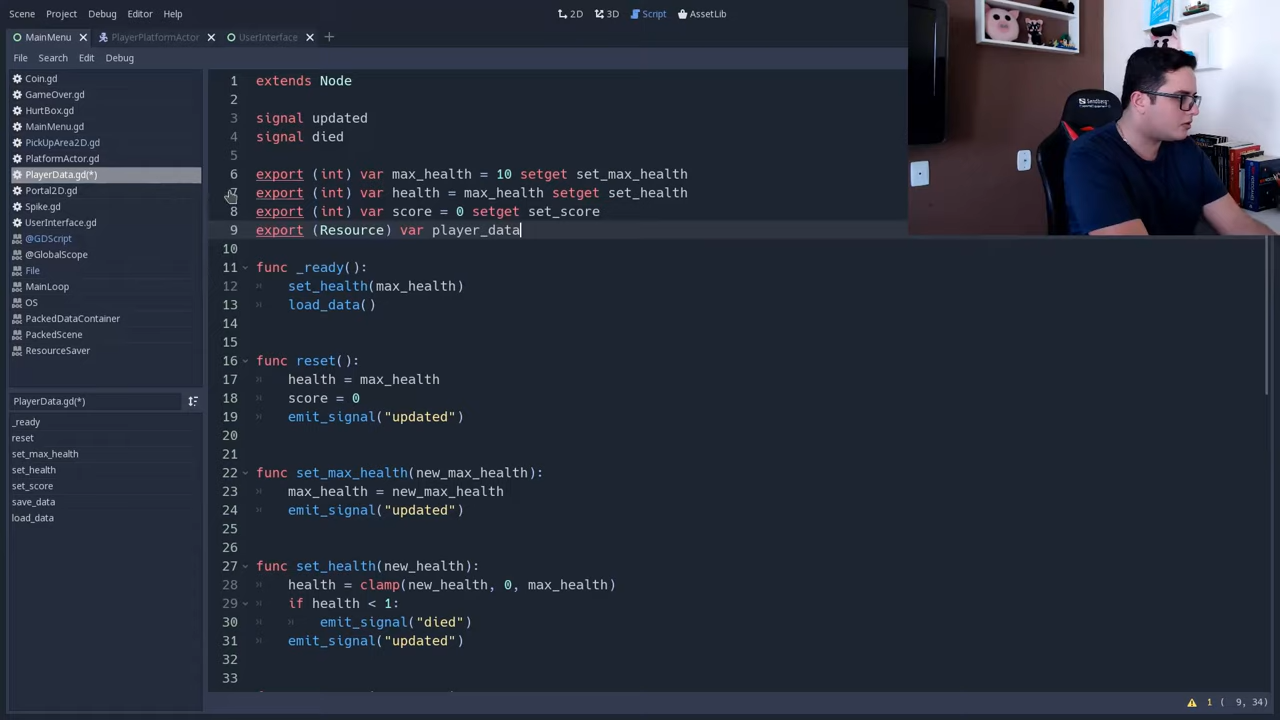 Scene Project Debug Editor Help 2D 3D Script AssetLib
MainMenu PlayerPlatformActor UserInterface
File Search Edit Debug
Coin.gd
GameOver.gd
HurtBox.gd
MainMenu.gd
PickUpArea2D.gd
PlatformActor.gd
PlayerData.gd(*)
Portal2D.gd
Spike.gd
UserInterface.gd
@GDScript
@GlobalScope
File
MainLoop
OS
PackedDataContainer
PackedScene
ResourceSaver
PlayerData.gd(*)
_ready
reset
set_max_health
set_health
set_score
save_data
load_data
1 extends Node
2
3 signal updated
4 signal died
5
6 export (int) var max_health = 10 setget set_max_health
7 export (int) var health = max_health setget set_health
8 export (int) var score = 0 setget set_score
9 export (Resource) var player_data
10
11 func _ready():
12 set_health(max_health)
13 load_data()
14
15
16 func reset():
17 health = max_health
18 score = 0
19 emit_signal("updated")
20
21
22 func set_max_health(new_max_health):
23 max_health = new_max_health
24 emit_signal("updated")
25
26
27 func set_health(new_health):
28 health = clamp(new_health, 0, max_health)
29 if health < 1:
30 emit_signal("died")
31 emit_signal("updated")
32
33
1 ( 9, 34)